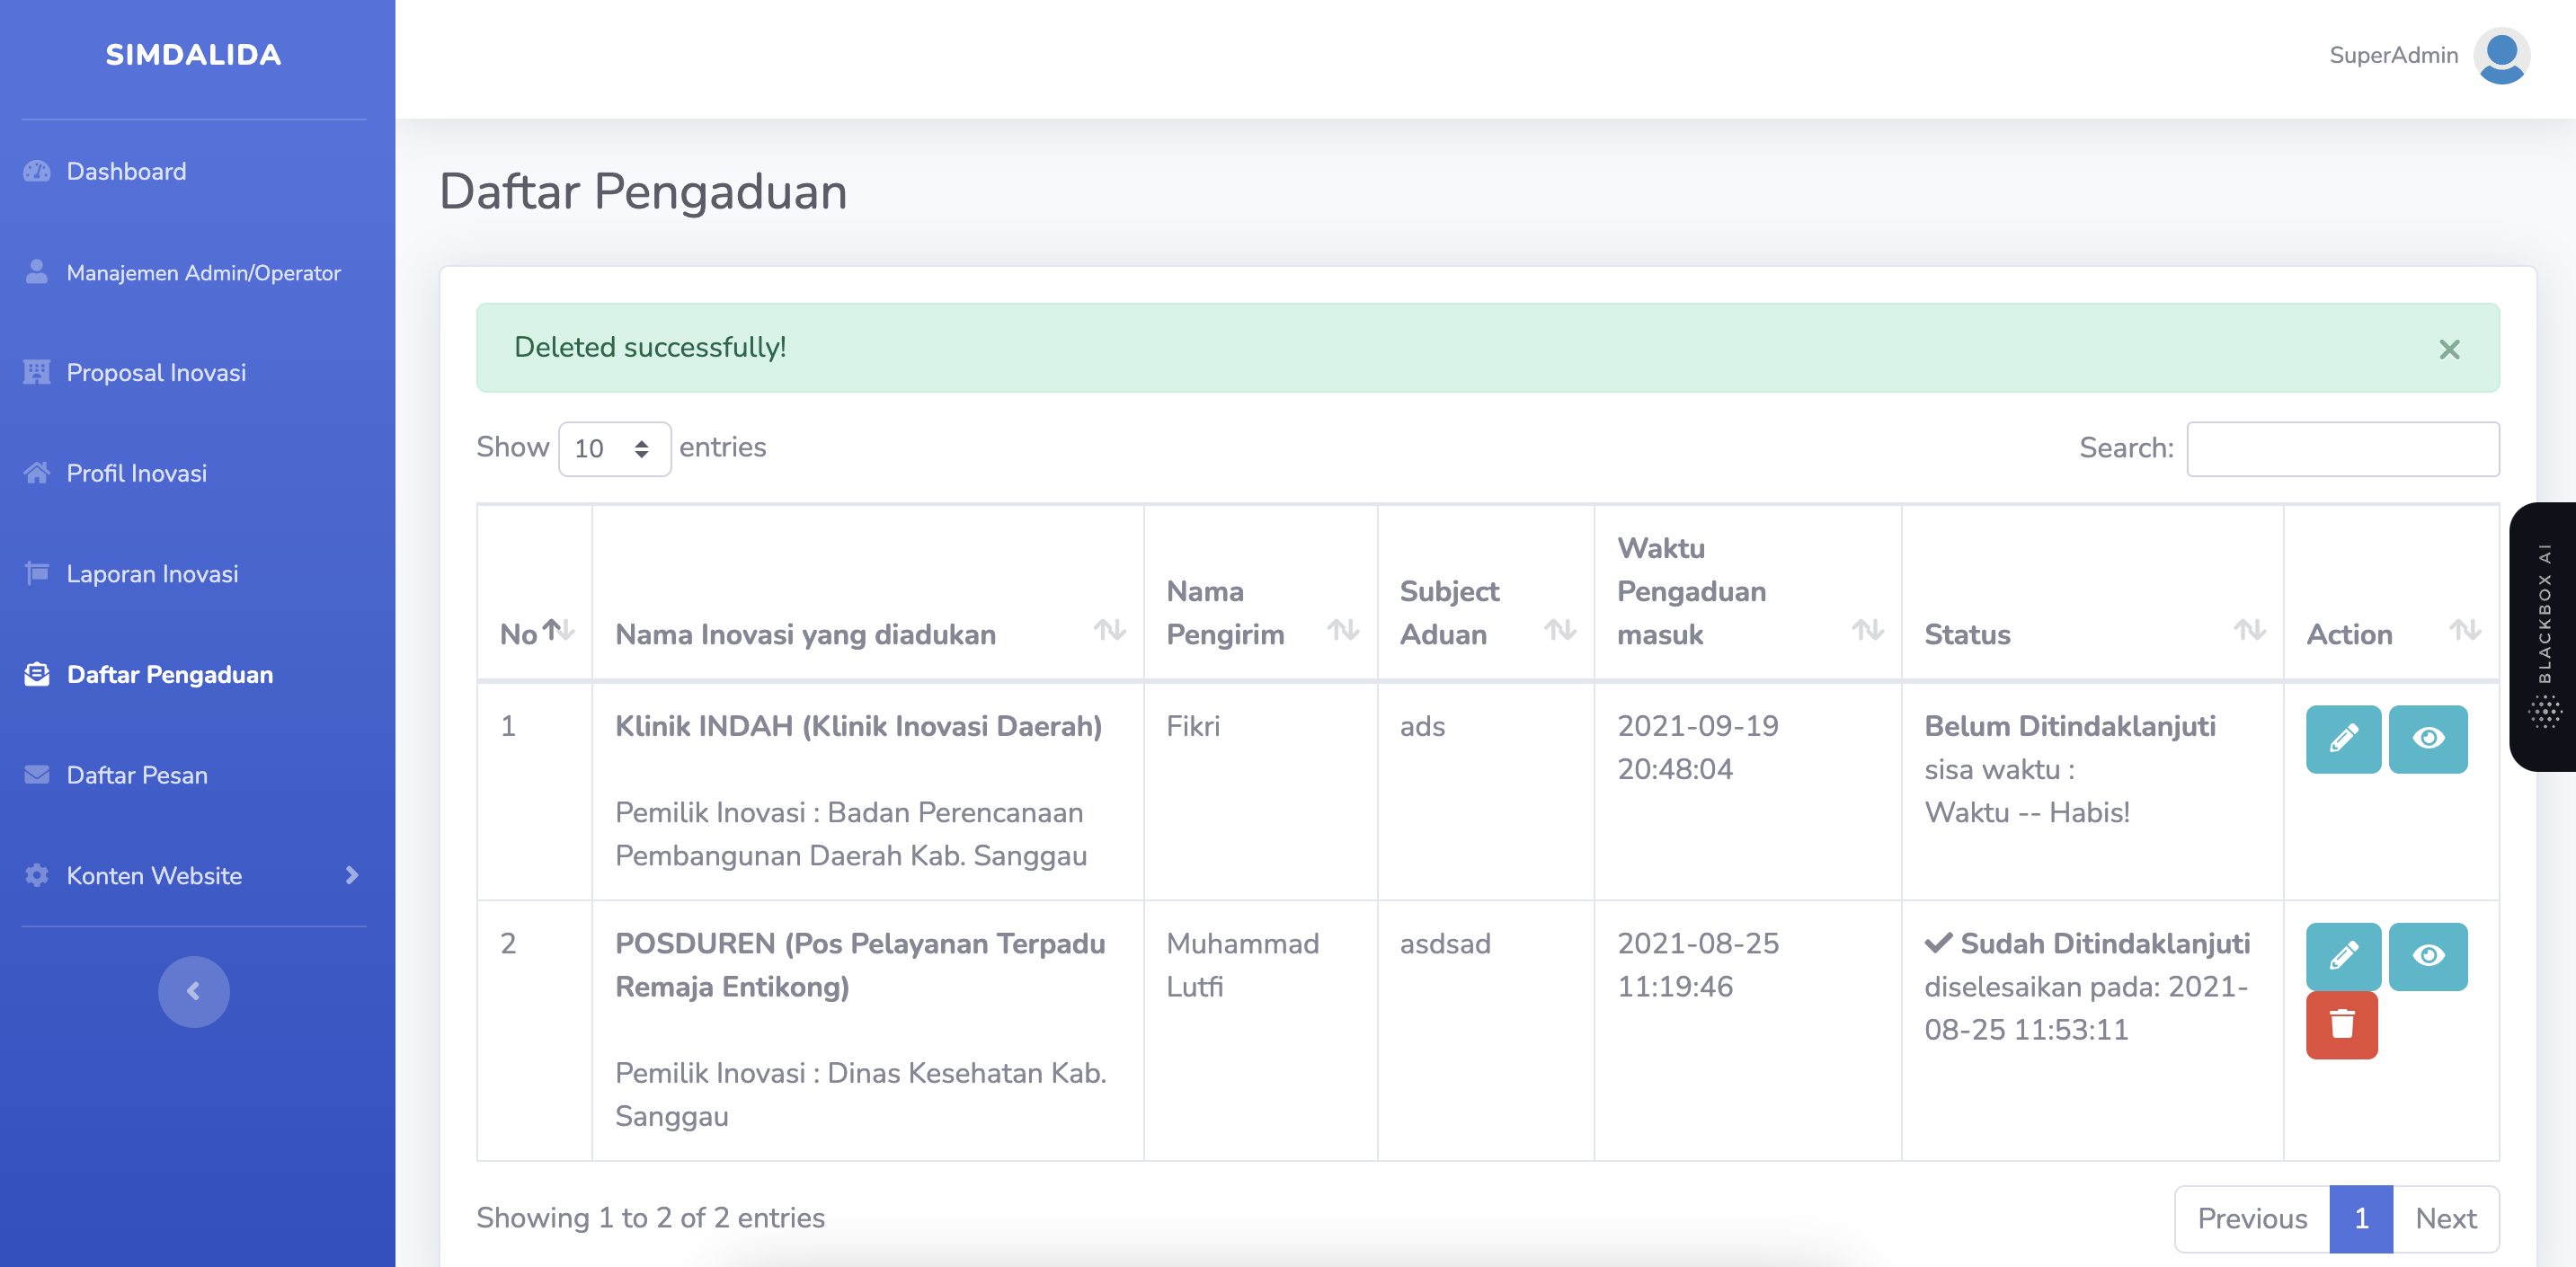 SIMDALIDA
SuperAdmin
Dashboard
Manajemen Admin/Operator
Proposal Inovasi
Profil Inovasi
Laporan Inovasi
Daftar Pengaduan
Daftar Pesan
Konten Website
Daftar Pengaduan
Deleted successfully!
Show 10 entries
Search:
No
Nama Inovasi yang diadukan
Nama
Pengirim
Subject
Aduan
Waktu
Pengaduan
masuk
Status
Action
1
Klinik INDAH (Klinik Inovasi Daerah)
Pemilik Inovasi : Badan Perencanaan
Pembangunan Daerah Kab. Sanggau
Fikri
ads
2021-09-19
20:48:04
Belum Ditindaklanjuti
sisa waktu :
Waktu -- Habis!
2
POSDUREN (Pos Pelayanan Terpadu
Remaja Entikong)
Pemilik Inovasi : Dinas Kesehatan Kab.
Sanggau
Muhammad
Lutfi
asdsad
2021-08-25
11:19:46
Sudah Ditindaklanjuti
diselesaikan pada: 2021-
08-25 11:53:11
Showing 1 to 2 of 2 entries
Previous 1 Next
BLACKBOX AI